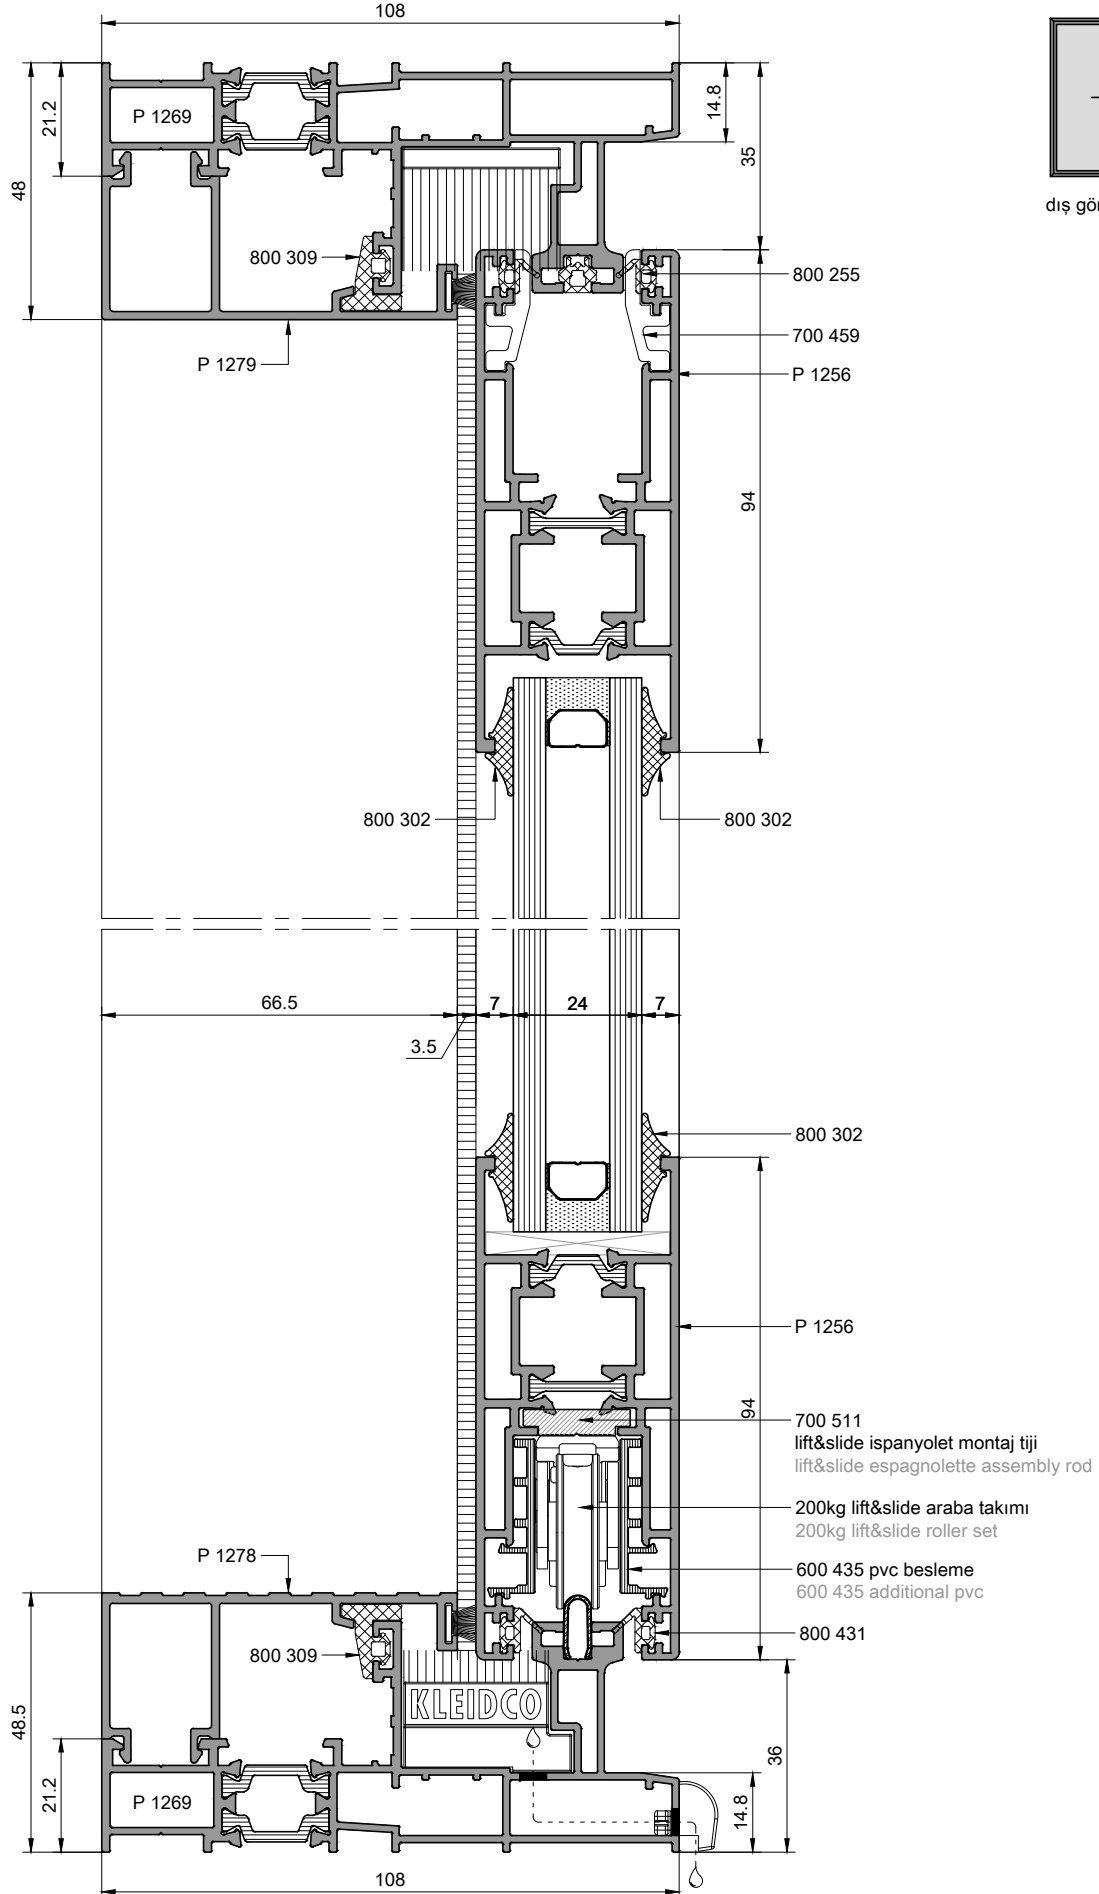 108
21.2
P 1269
14.8
35
48
dış gör
800 309
800 255
700 459
P 1279
P 1256
94
800 302
800 302
66.5
7
24
7
3.5
800 302
P 1256
94
700 511
lift&slide ispanyolet montaj tiji
lift&slide espagnolette assembly rod
200kg lift&slide araba takımı
200kg lift&slide roller set
P 1278
600 435 pvc besleme
600 435 additional pvc
800 431
800 309
KLEIDCO
48.5
36
21.2
P 1269
14.8
108